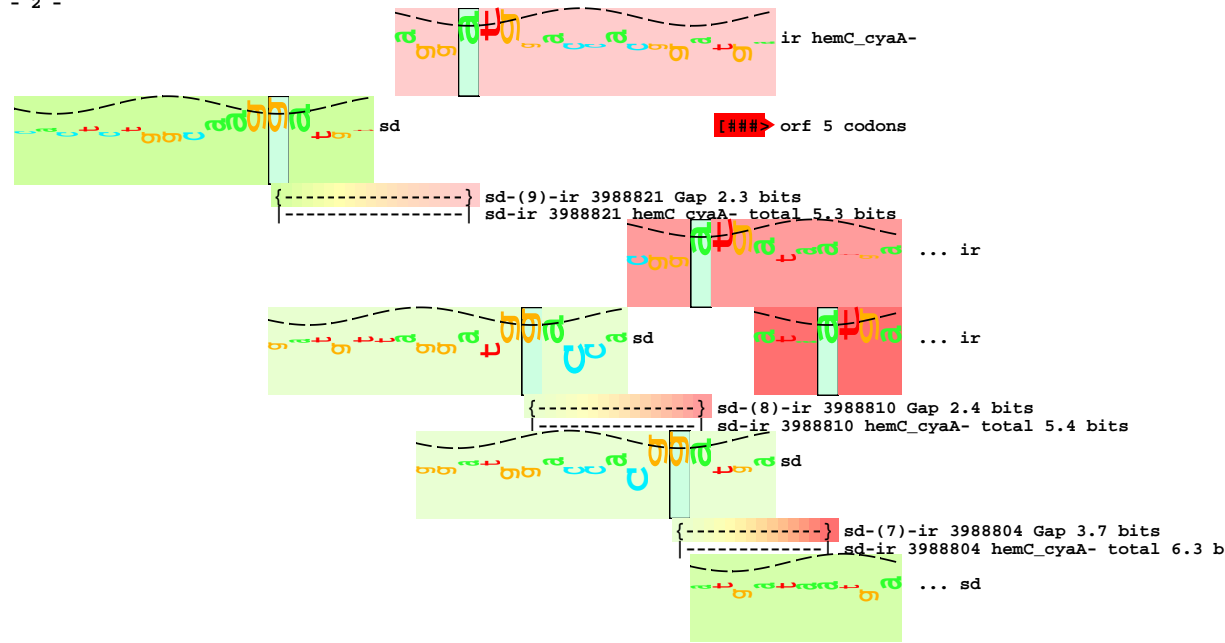 - 2 -
a g g a t g g a c c a c g g a t g a ir hemC_cyaA-
c a c t c t g g c a a g g a t g t sd
[###> orf 5 codons
{------------------} sd-(9)-ir 3988821 Gap 2.3 bits
|------------------| sd-ir 3988821 hemC_cyaA- total 5.3 bits
c g g a t g a t a a t g a ... ir
g a t g t t a g g a t g g a c c a sd
a t a a t g a ... ir
{----------------} sd-(8)-ir 3988810 Gap 2.4 bits
|----------------| sd-ir 3988810 hemC_cyaA- total 5.4 bits
g g a t g g a c c a c g g a t g a sd
{--------------} sd-(7)-ir 3988804 Gap 3.7 bits
|--------------| sd-ir 3988804 hemC_cyaA- total 6.3 b
a t g a t a a t g a ... sd